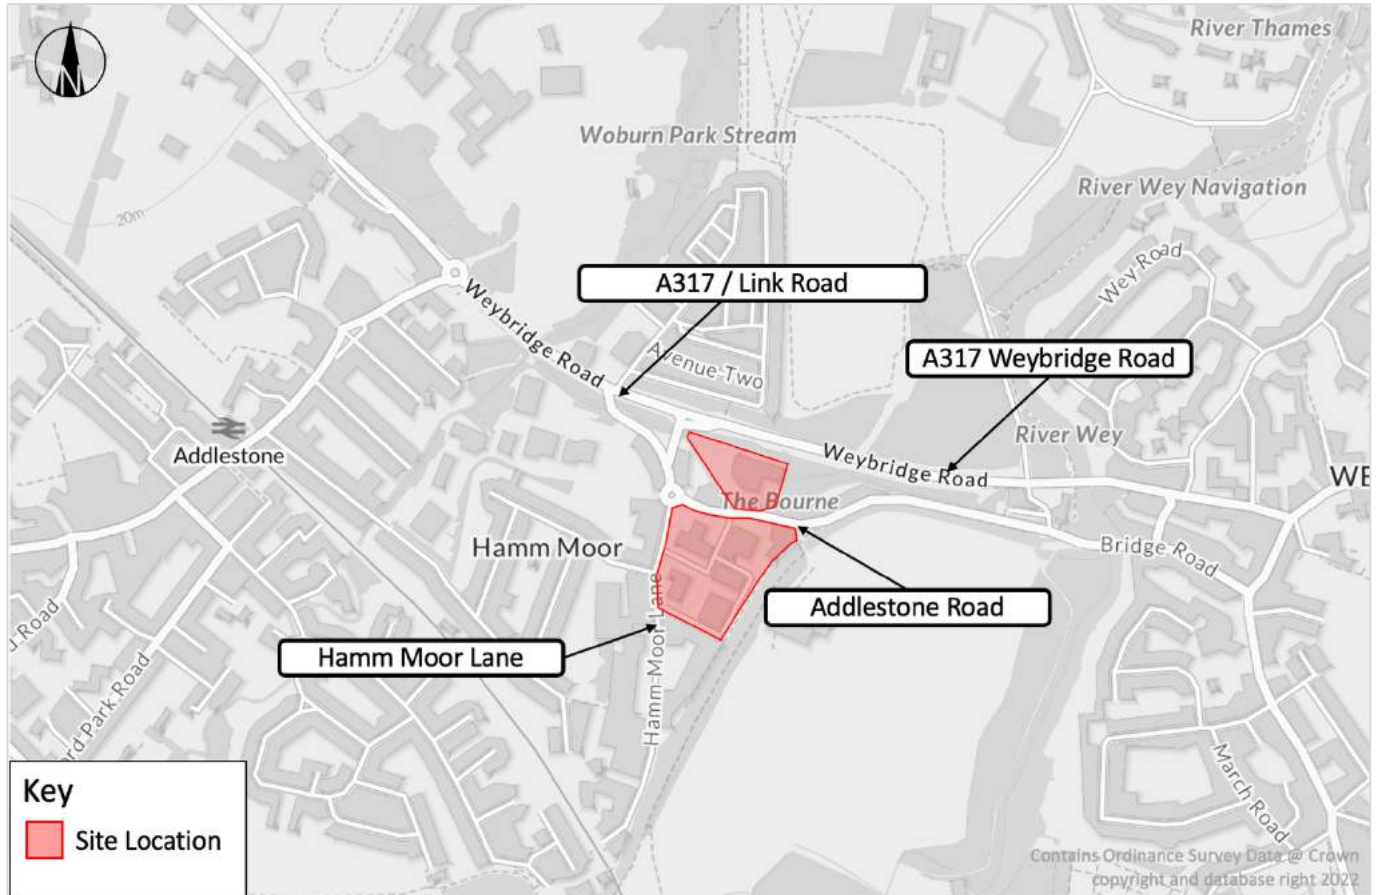 River Thames
N
Woburn Park Stream
River Wey Navigation
20m
Wey Road
A317 / Link Road
Weybridge Road
Avenue Two
A317 Weybridge Road
River Wey
Addlestone
Weybridge Road
WE
The Bourne
Hamm Moor
Bridge Road
Addlestone Road
Hamm Moor Lane
Hamm Moor Lane
Road
ard Park Road
March Road
Key
Site Location
Contains Ordinance Survey Data @ Crown
copyright and database right 2022